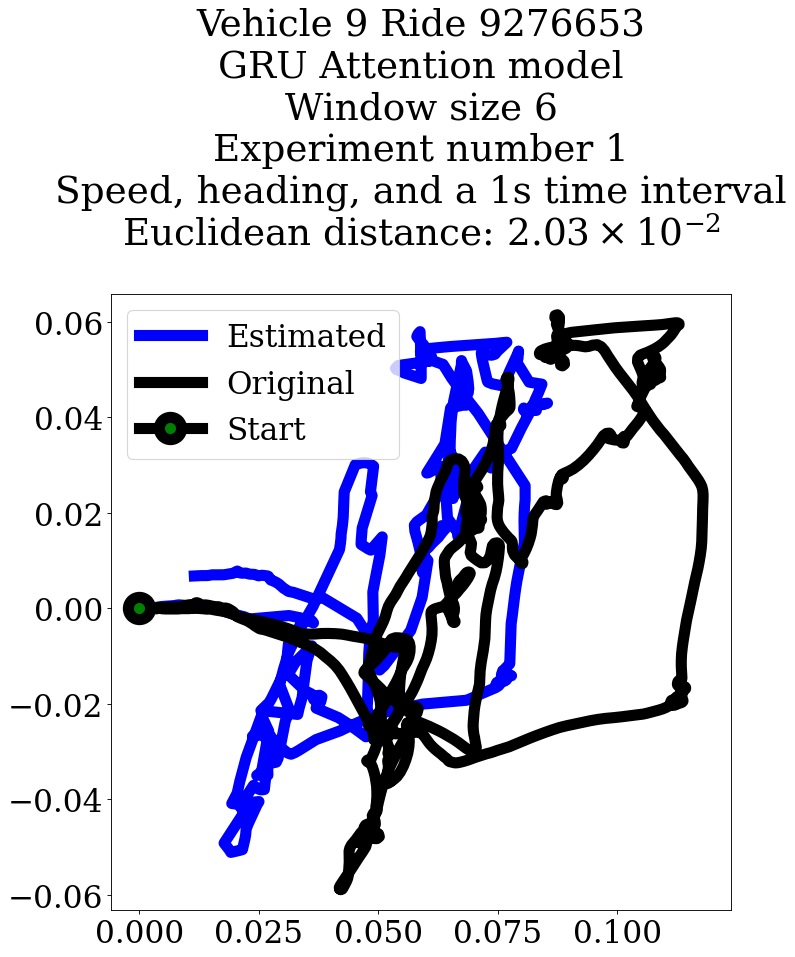 Vehicle 9 Ride 9276653
GRU Attention model
Window size 6
Experiment number 1
Speed, heading, and a 1s time interval
Euclidean distance: 2.03 × 10⁻²
Estimated
Original
Start
0.06
0.04
0.02
0.00
−0.02
−0.04
−0.06
0.000 0.025 0.050 0.075 0.100